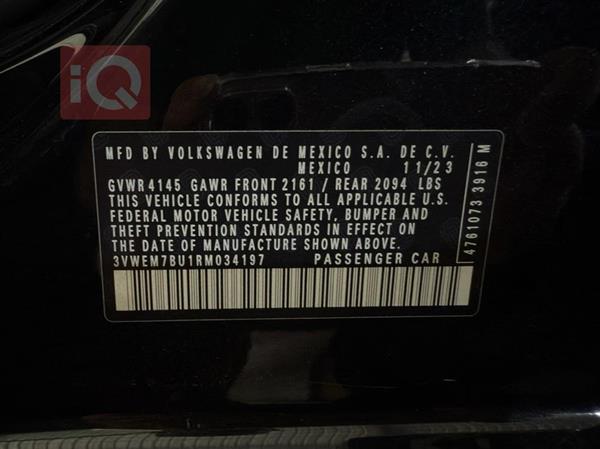 iQ
MFD BY VOLKSWAGEN DE MEXICO S.A. DE C.V.
MEXICO 11/23
GVWR 4145 GAWR FRONT 2161 / REAR 2094 LBS
THIS VEHICLE CONFORMS TO ALL APPLICABLE U.S.
FEDERAL MOTOR VEHICLE SAFETY, BUMPER AND
THEFT PREVENTION STANDARDS IN EFFECT ON
THE DATE OF MANUFACTURE SHOWN ABOVE.
3VWEM7BU1RM034197 PASSENGER CAR
4761073 3916 M